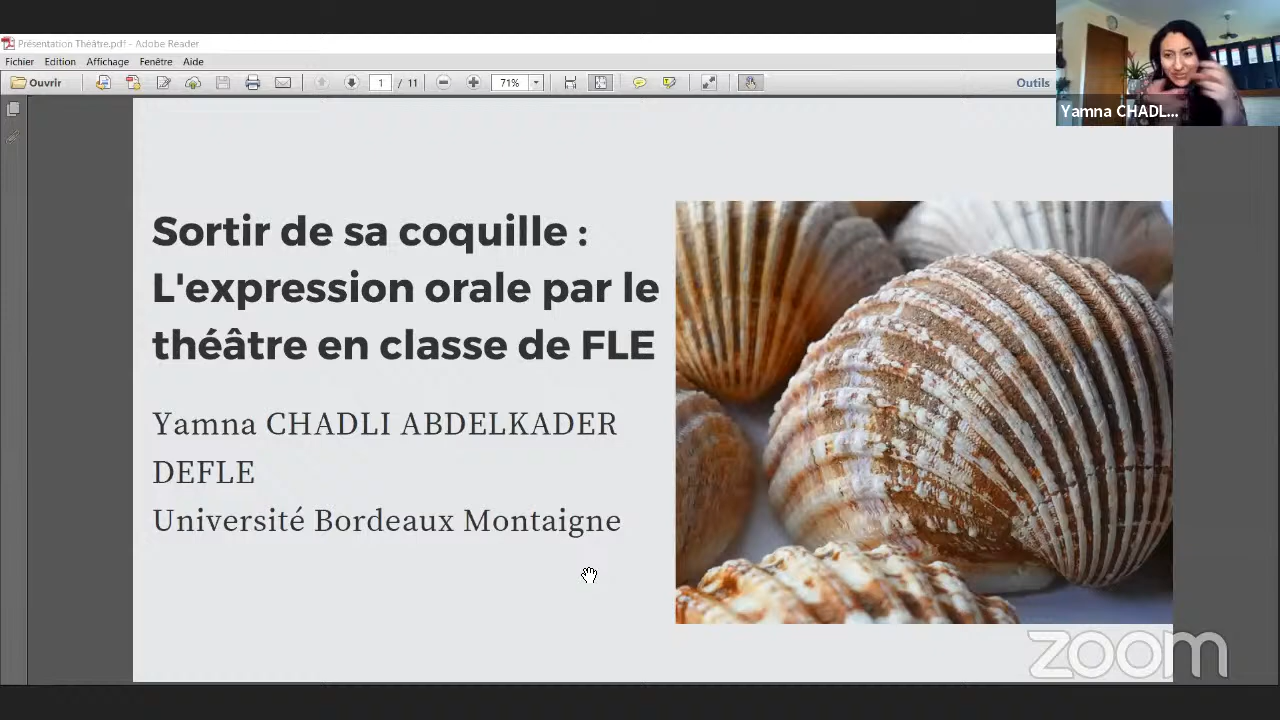 Présentation Théâtre.pdf - Adobe Reader
Fichier Edition Affichage Fenêtre Aide
Ouvrir 1 / 11 71% Outils
Yamna CHADL...
Sortir de sa coquille :
L'expression orale par le
théâtre en classe de FLE
Yamna CHADLI ABDELKADER
DEFLE
Université Bordeaux Montaigne
zoom